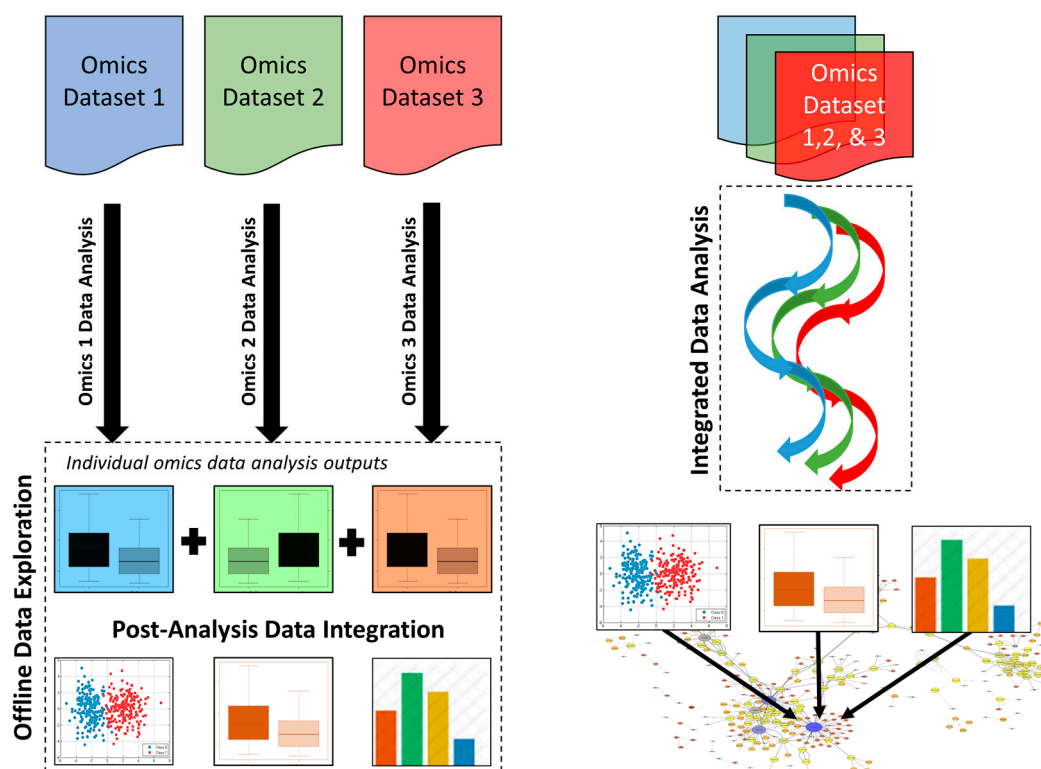 Omics
Dataset 1
Omics
Dataset 2
Omics
Dataset 3
Omics 1 Data Analysis
Omics 2 Data Analysis
Omics 3 Data Analysis
Offline Data Exploration
Individual omics data analysis outputs
Post-Analysis Data Integration
Class 0
Class 1
Omics
Dataset
1,2, & 3
Integrated Data Analysis
Class 0
Class 1